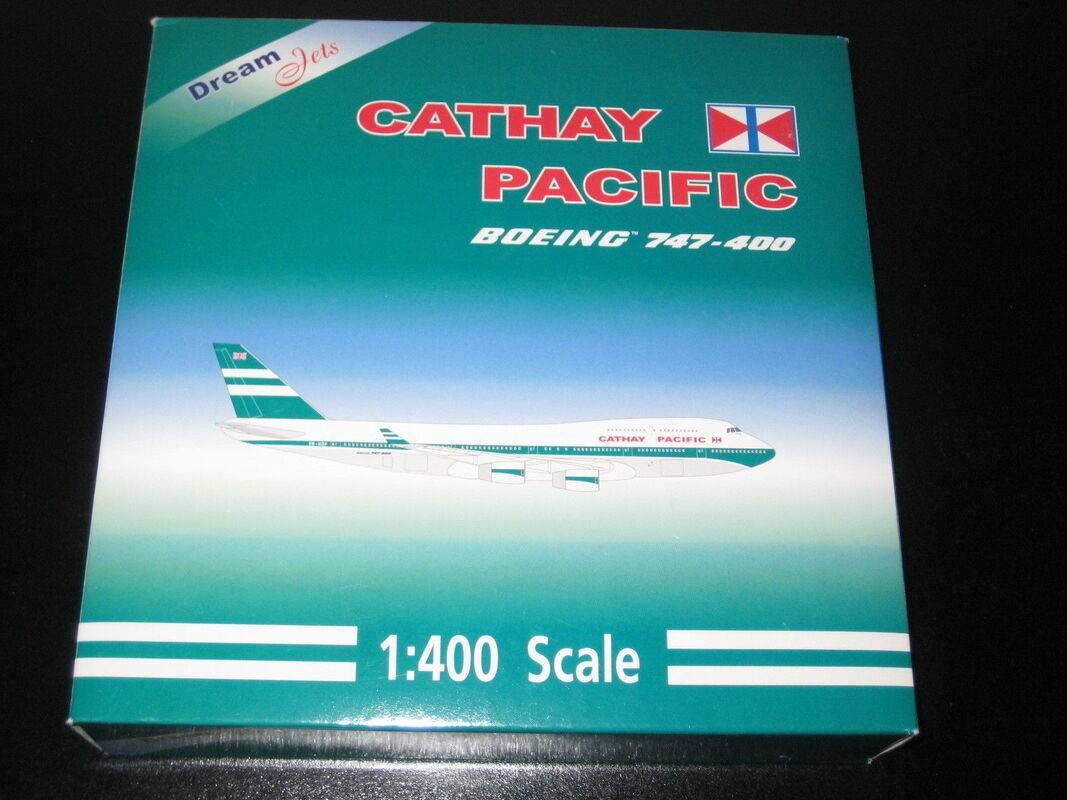 Dream Jets
CATHAY
PACIFIC
BOEING™ 747-400
CATHAY PACIFIC
1:400 Scale